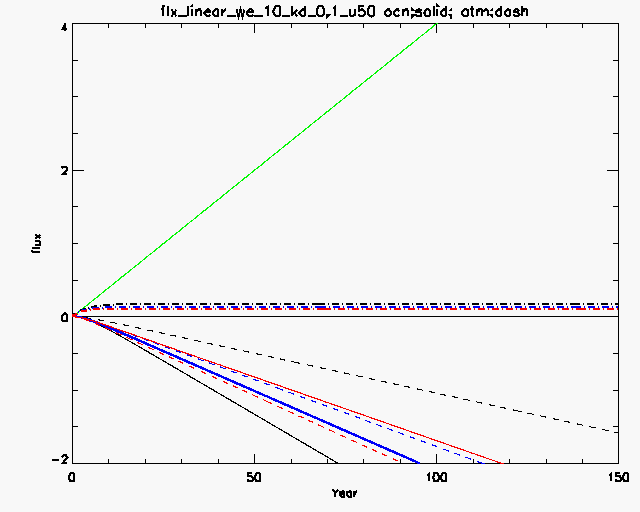 flx_linear_we_10_kd_0,1_u50 ocn;solid; atm;dash
4
2
flux
0
-2
0 50 100 150
Year